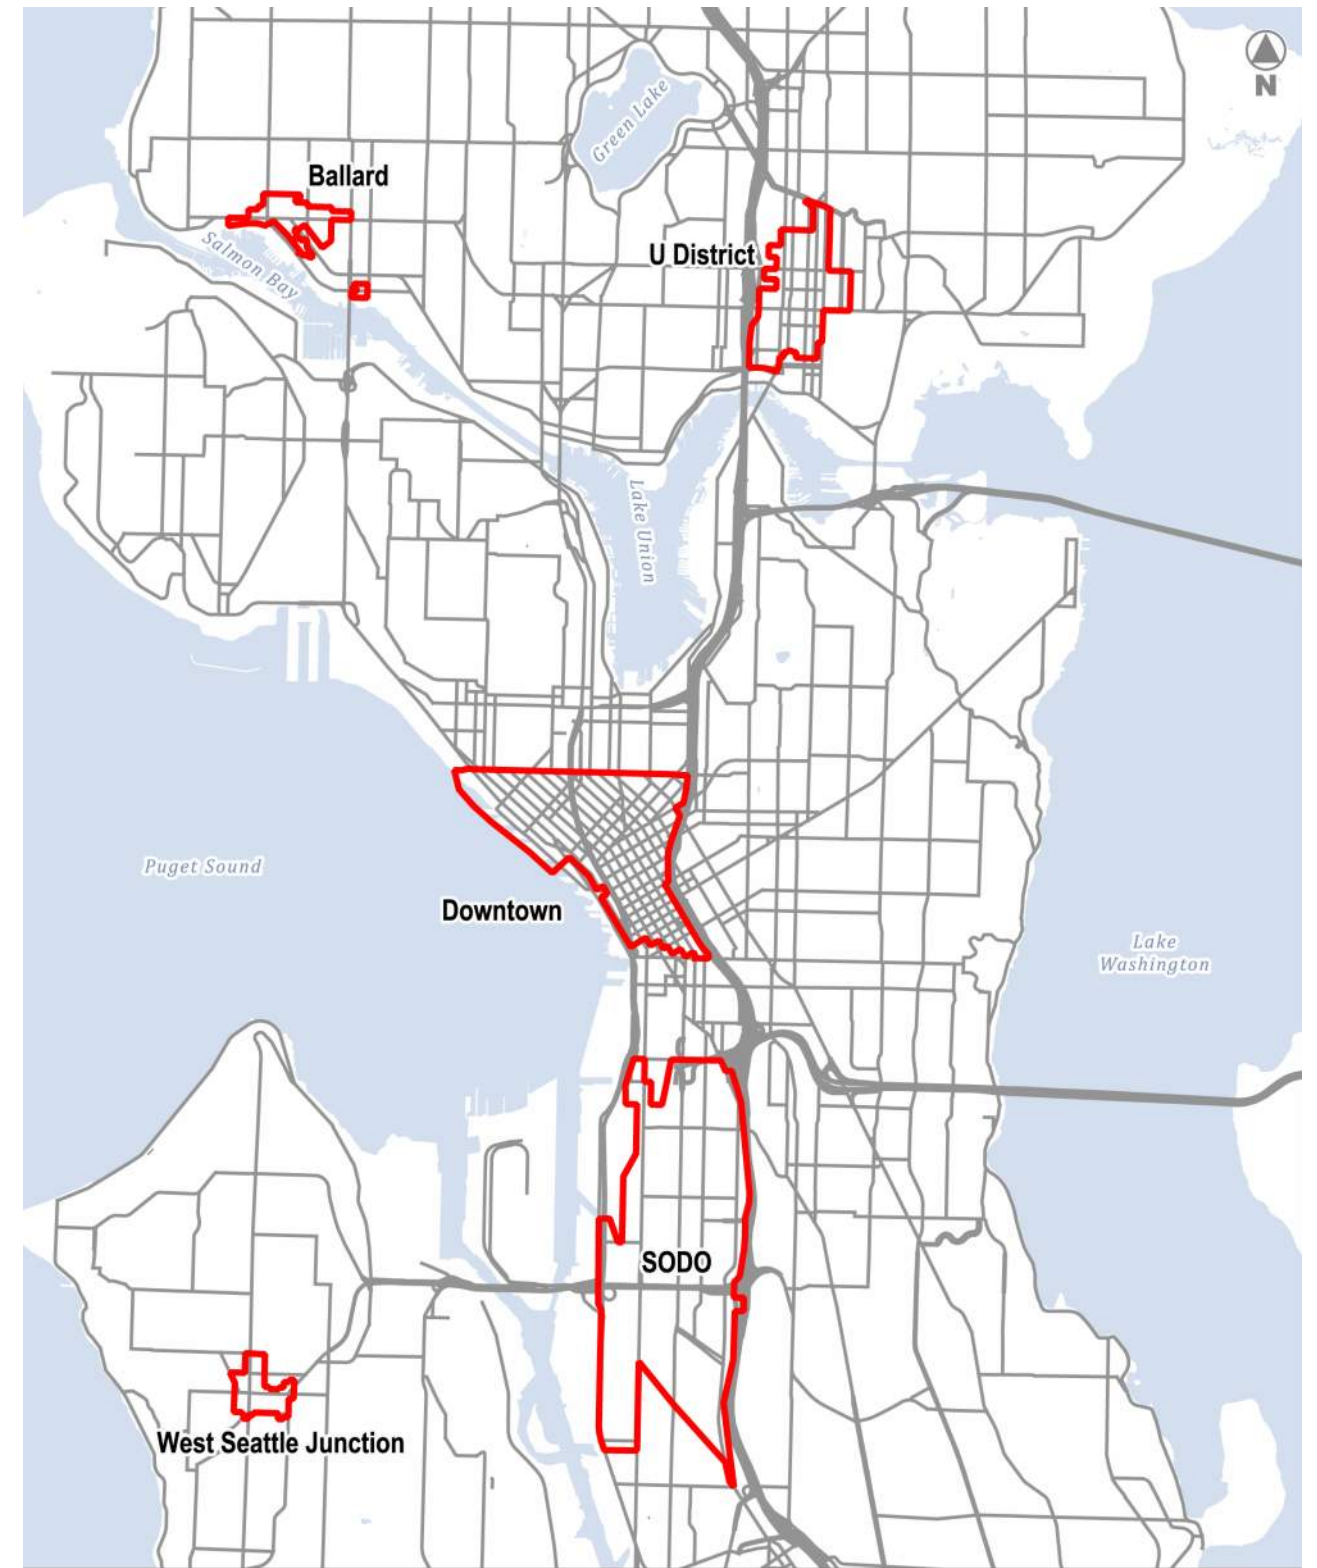 N
Green Lake
Ballard
Salmon Bay
U District
Lake Union
Puget Sound
Downtown
Lake
Washington
SODO
West Seattle Junction